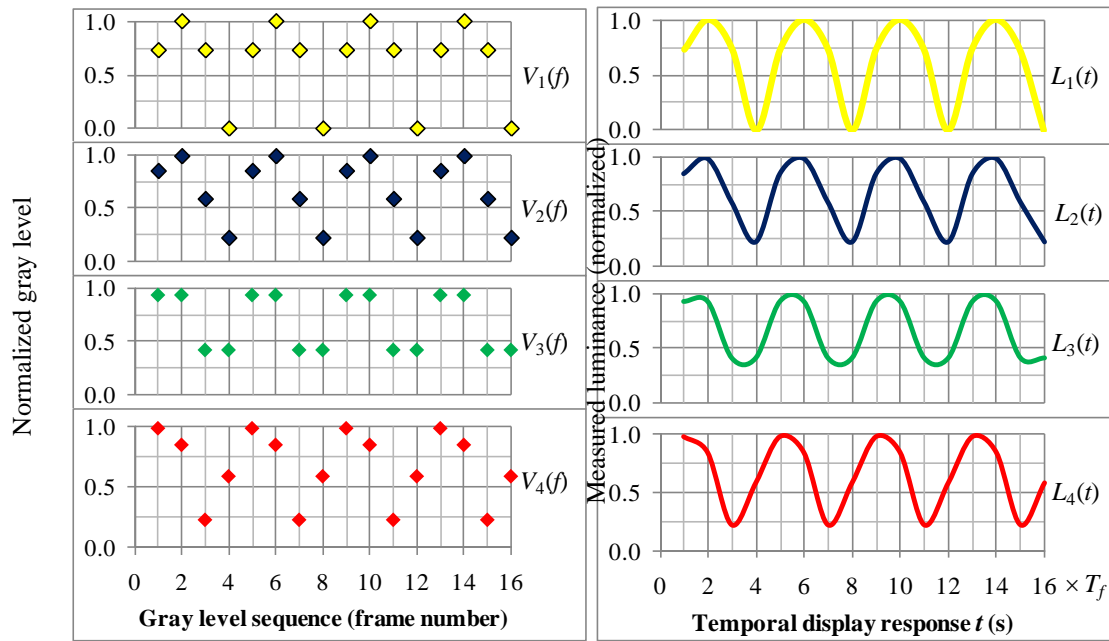 Normalized gray level
1.0
0.5
0.0
V1(f)
1.0
0.5
0.0
V2(f)
1.0
0.5
0.0
V3(f)
1.0
0.5
0.0
V4(f)
0 2 4 6 8 10 12 14 16
Gray level sequence (frame number)
Measured luminance (normalized)
1.0
0.5
1.0
L1(t)
1.0
0.5
1.0
L2(t)
1.0
0.5
1.0
L3(t)
1.0
0.5
1.0
L4(t)
0 2 4 6 8 10 12 14 16 × Tf
Temporal display response t (s)